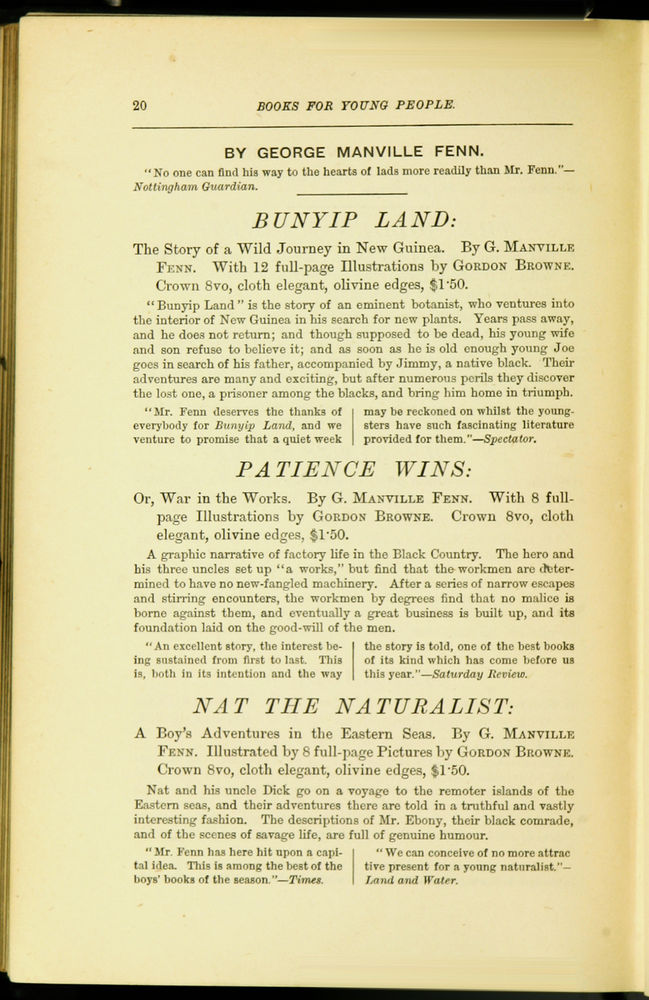 20 BOOKS FOR YOUNG PEOPLE.
BY GEORGE MANVILLE FENN.
"No one can find his way to the hearts of lads more readily than Mr. Fenn."—
Nottingham Guardian.
BUNYIP LAND:
The Story of a Wild Journey in New Guinea. By G. MANVILLE
FENN. With 12 full-page Illustrations by GORDON BROWNE.
Crown 8vo, cloth elegant, olivine edges, $1·50.
"Bunyip Land" is the story of an eminent botanist, who ventures into
the interior of New Guinea in his search for new plants. Years pass away,
and he does not return; and though supposed to be dead, his young wife
and son refuse to believe it; and as soon as he is old enough young Joe
goes in search of his father, accompanied by Jimmy, a native black. Their
adventures are many and exciting, but after numerous perils they discover
the lost one, a prisoner among the blacks, and bring him home in triumph.
"Mr. Fenn deserves the thanks of
everybody for Bunyip Land, and we
venture to promise that a quiet week
may be reckoned on whilst the young-
sters have such fascinating literature
provided for them."—Spectator.
PATIENCE WINS:
Or, War in the Works. By G. MANVILLE FENN. With 8 full-
page Illustrations by GORDON BROWNE. Crown 8vo, cloth
elegant, olivine edges, $1·50.
A graphic narrative of factory life in the Black Country. The hero and
his three uncles set up "a works," but find that the workmen are deter-
mined to have no new-fangled machinery. After a series of narrow escapes
and stirring encounters, the workmen by degrees find that no malice is
borne against them, and eventually a great business is built up, and its
foundation laid on the good-will of the men.
"An excellent story, the interest be-
ing sustained from first to last. This
is, both in its intention and the way
the story is told, one of the best books
of its kind which has come before us
this year."—Saturday Review.
NAT THE NATURALIST:
A Boy's Adventures in the Eastern Seas. By G. MANVILLE
FENN. Illustrated by 8 full-page Pictures by GORDON BROWNE.
Crown 8vo, cloth elegant, olivine edges, $1·50.
Nat and his uncle Dick go on a voyage to the remoter islands of the
Eastern seas, and their adventures there are told in a truthful and vastly
interesting fashion. The descriptions of Mr. Ebony, their black comrade,
and of the scenes of savage life, are full of genuine humour.
"Mr. Fenn has here hit upon a capi-
tal idea. This is among the best of the
boys' books of the season."—Times.
"We can conceive of no more attrac
tive present for a young naturalist."—
Land and Water.